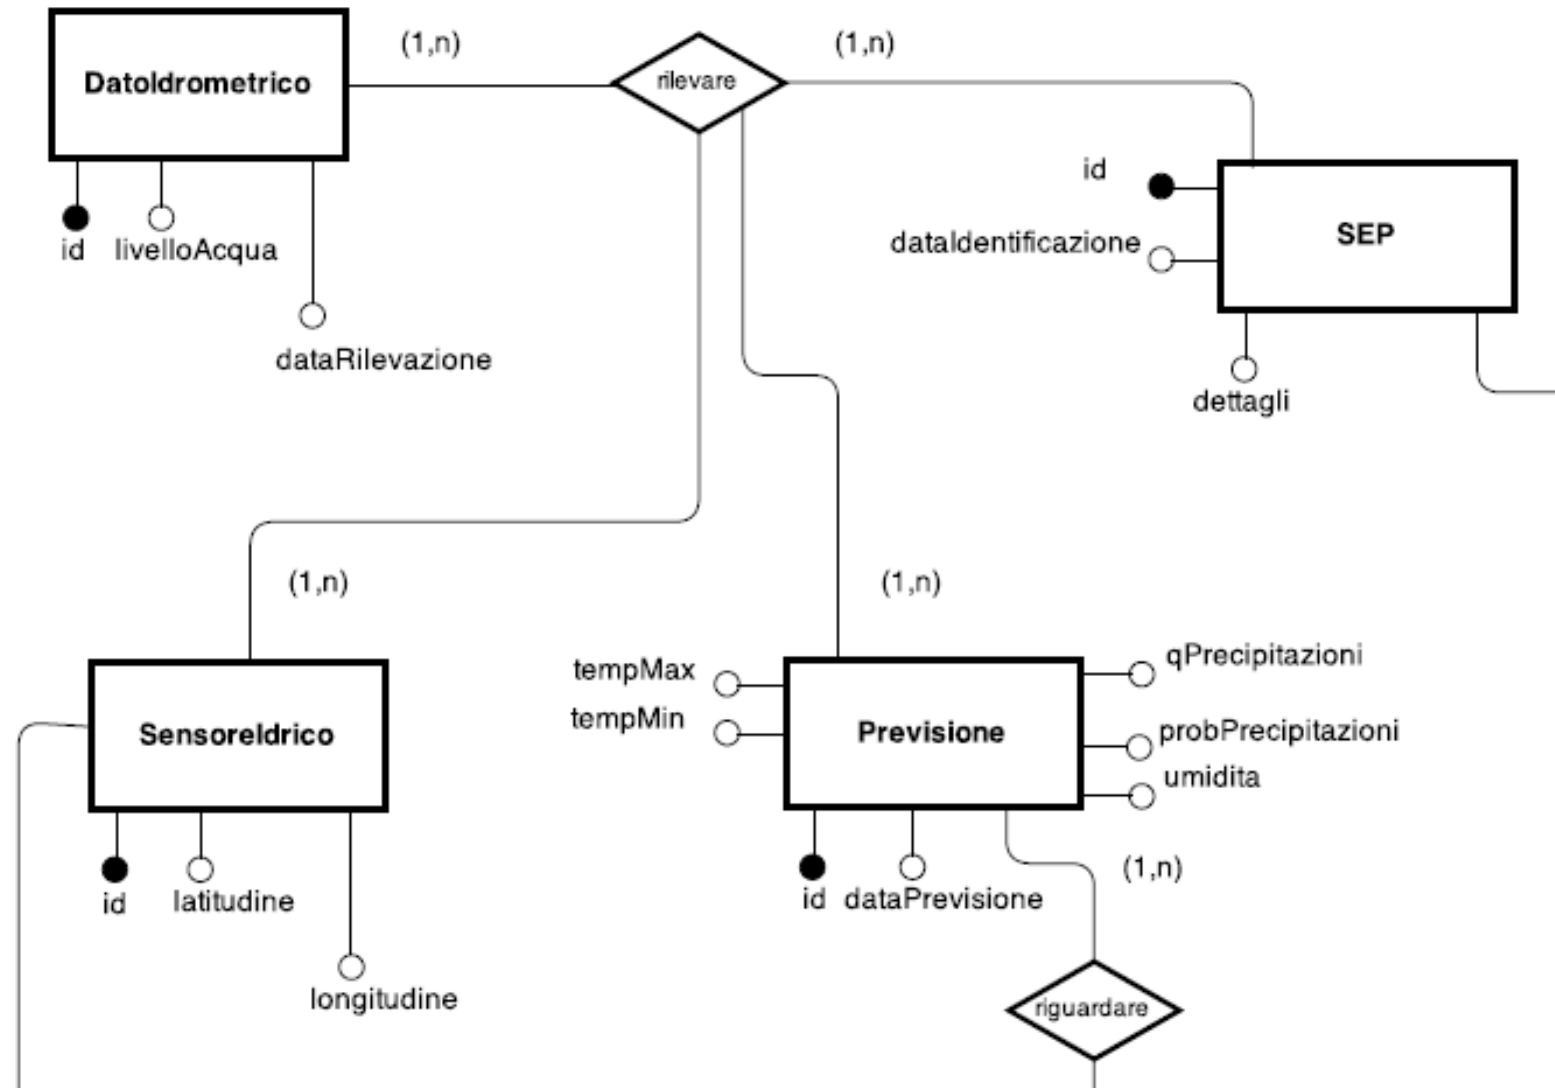 (1,n)
(1,n)
DatoIdrometrico
rilevare
id
livelloAcqua
dataRilevazione
id
dataIdentificazione
SEP
dettagli
(1,n)
(1,n)
SensoreIdrico
id
latitudine
longitudine
tempMax
tempMin
Previsione
qPrecipitazioni
probPrecipitazioni
umidita
id
dataPrevisione
(1,n)
riguardare